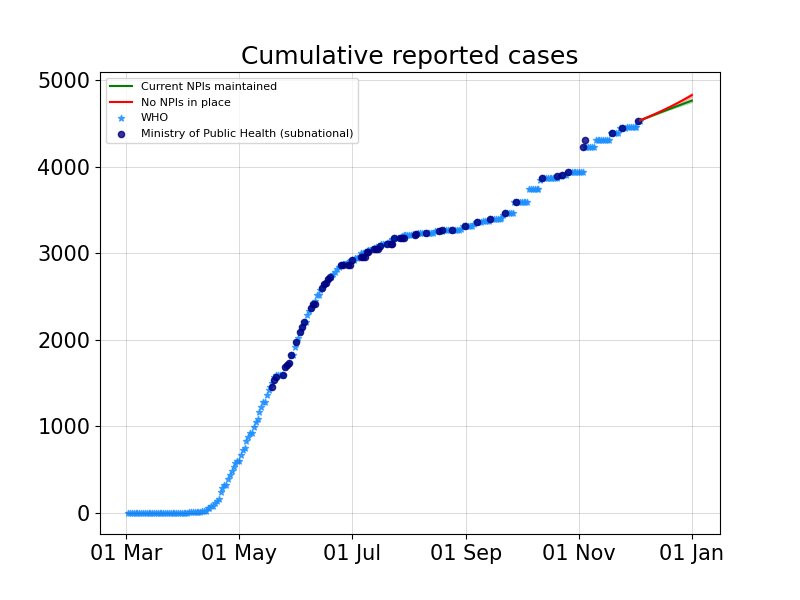 Cumulative reported cases
5000
4000
3000
2000
1000
0
Current NPIs maintained
No NPIs in place
WHO
Ministry of Public Health (subnational)
01 Mar 01 May 01 Jul 01 Sep 01 Nov 01 Jan